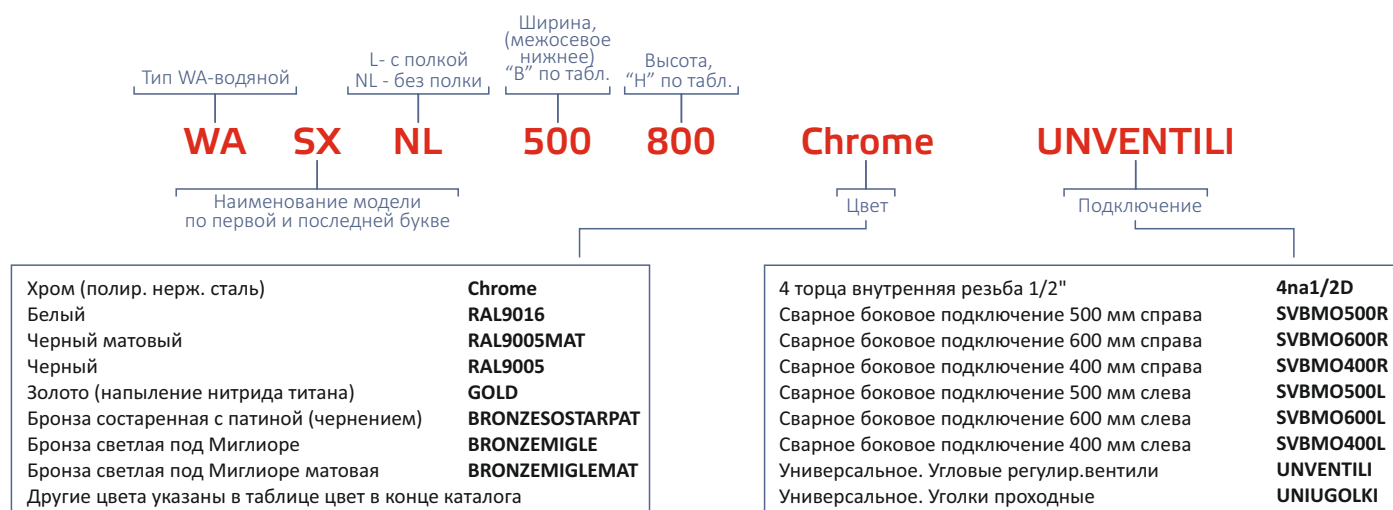 Тип WA-водяной
L- с полкой
NL - без полки
Ширина,
(межосевое
нижнее)
“B” по табл.
Высота,
“H” по табл.
WA SX NL 500 800 Chrome UNVENTILI
Наименование модели
по первой и последней букве
Цвет
Подключение
Хром (полир. нерж. сталь) Chrome
Белый RAL9016
Черный матовый RAL9005MAT
Черный RAL9005
Золото (напыление нитрида титана) GOLD
Бронза состаренная с патиной (чернением) BRONZESOSTARPAT
Бронза светлая под Миглиоре BRONZEMIGLE
Бронза светлая под Миглиоре матовая BRONZEMIGLEMAT
Другие цвета указаны в таблице цвет в конце каталога
4 торца внутренняя резьба 1/2" 4na1/2D
Сварное боковое подключение 500 мм справа SVBMO500R
Сварное боковое подключение 600 мм справа SVBMO600R
Сварное боковое подключение 400 мм справа SVBMO400R
Сварное боковое подключение 500 мм слева SVBMO500L
Сварное боковое подключение 600 мм слева SVBMO600L
Сварное боковое подключение 400 мм слева SVBMO400L
Универсальное. Угловые регулир.вентили UNVENTILI
Универсальное. Уголки проходные UNIUGOLKI